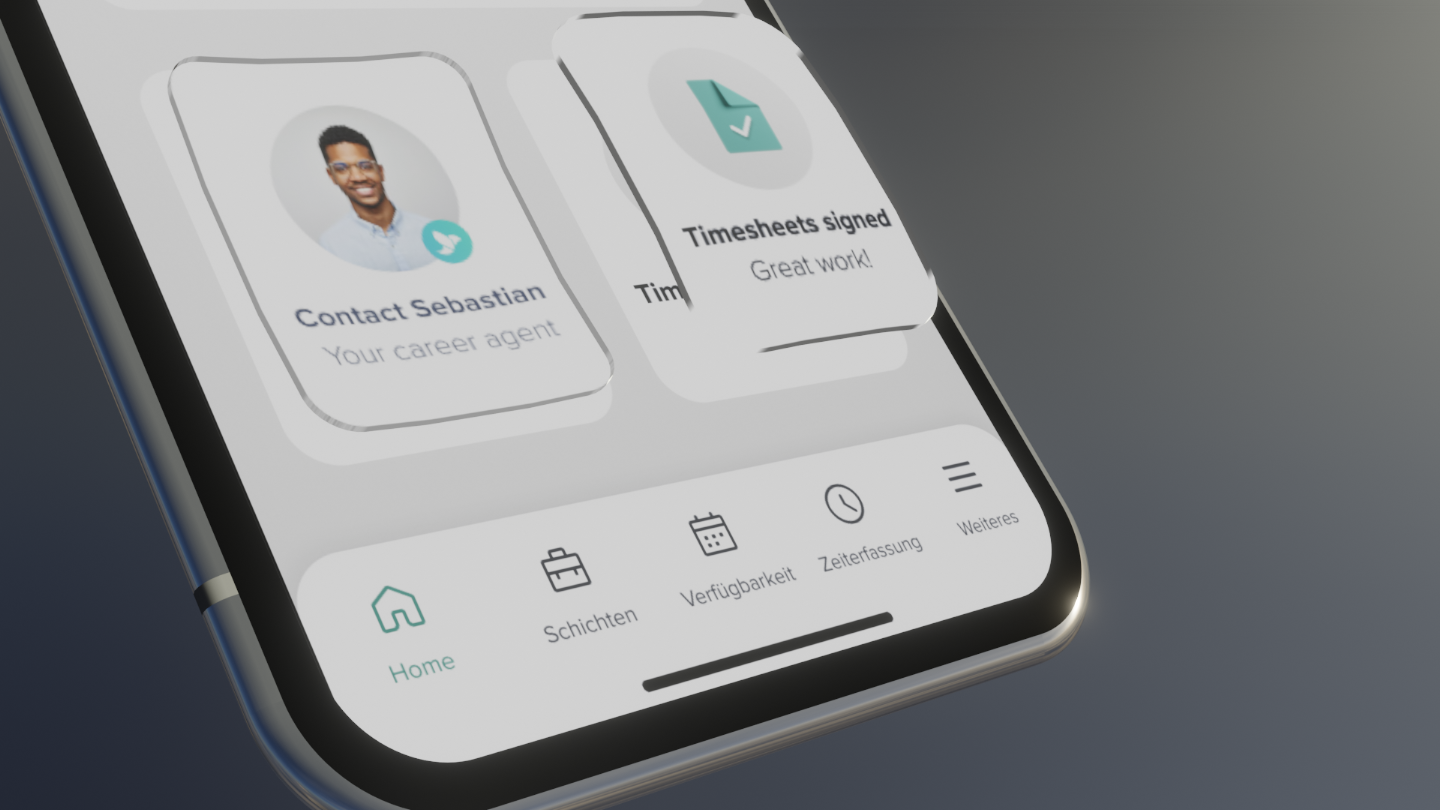 Contact Sebastian
Your career agent
Tim
Timesheets signed
Great work!
Home
Schichten
Verfügbarkeit
Zeiterfassung
Weiteres